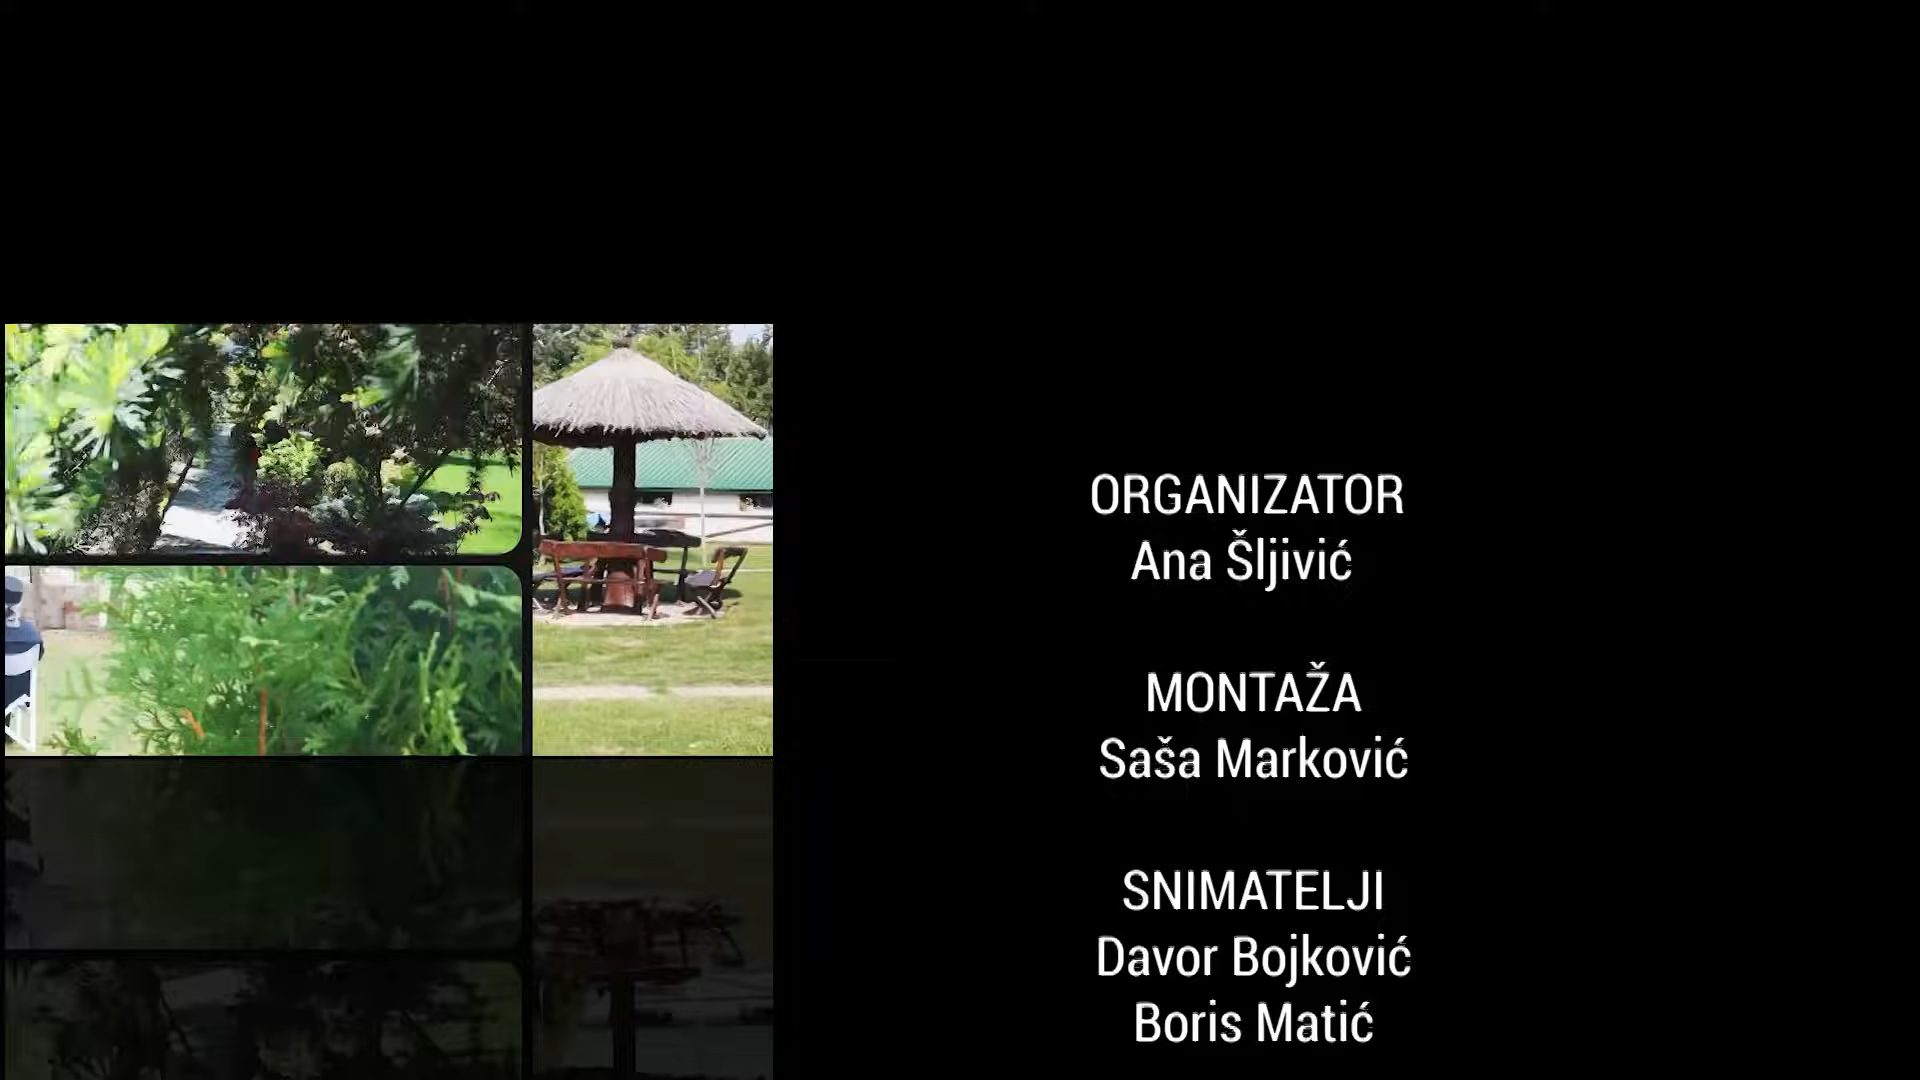 ORGANIZATOR
Ana Šljivić
MONTAŽA
Saša Marković
SNIMATELJI
Davor Bojković
Boris Matić